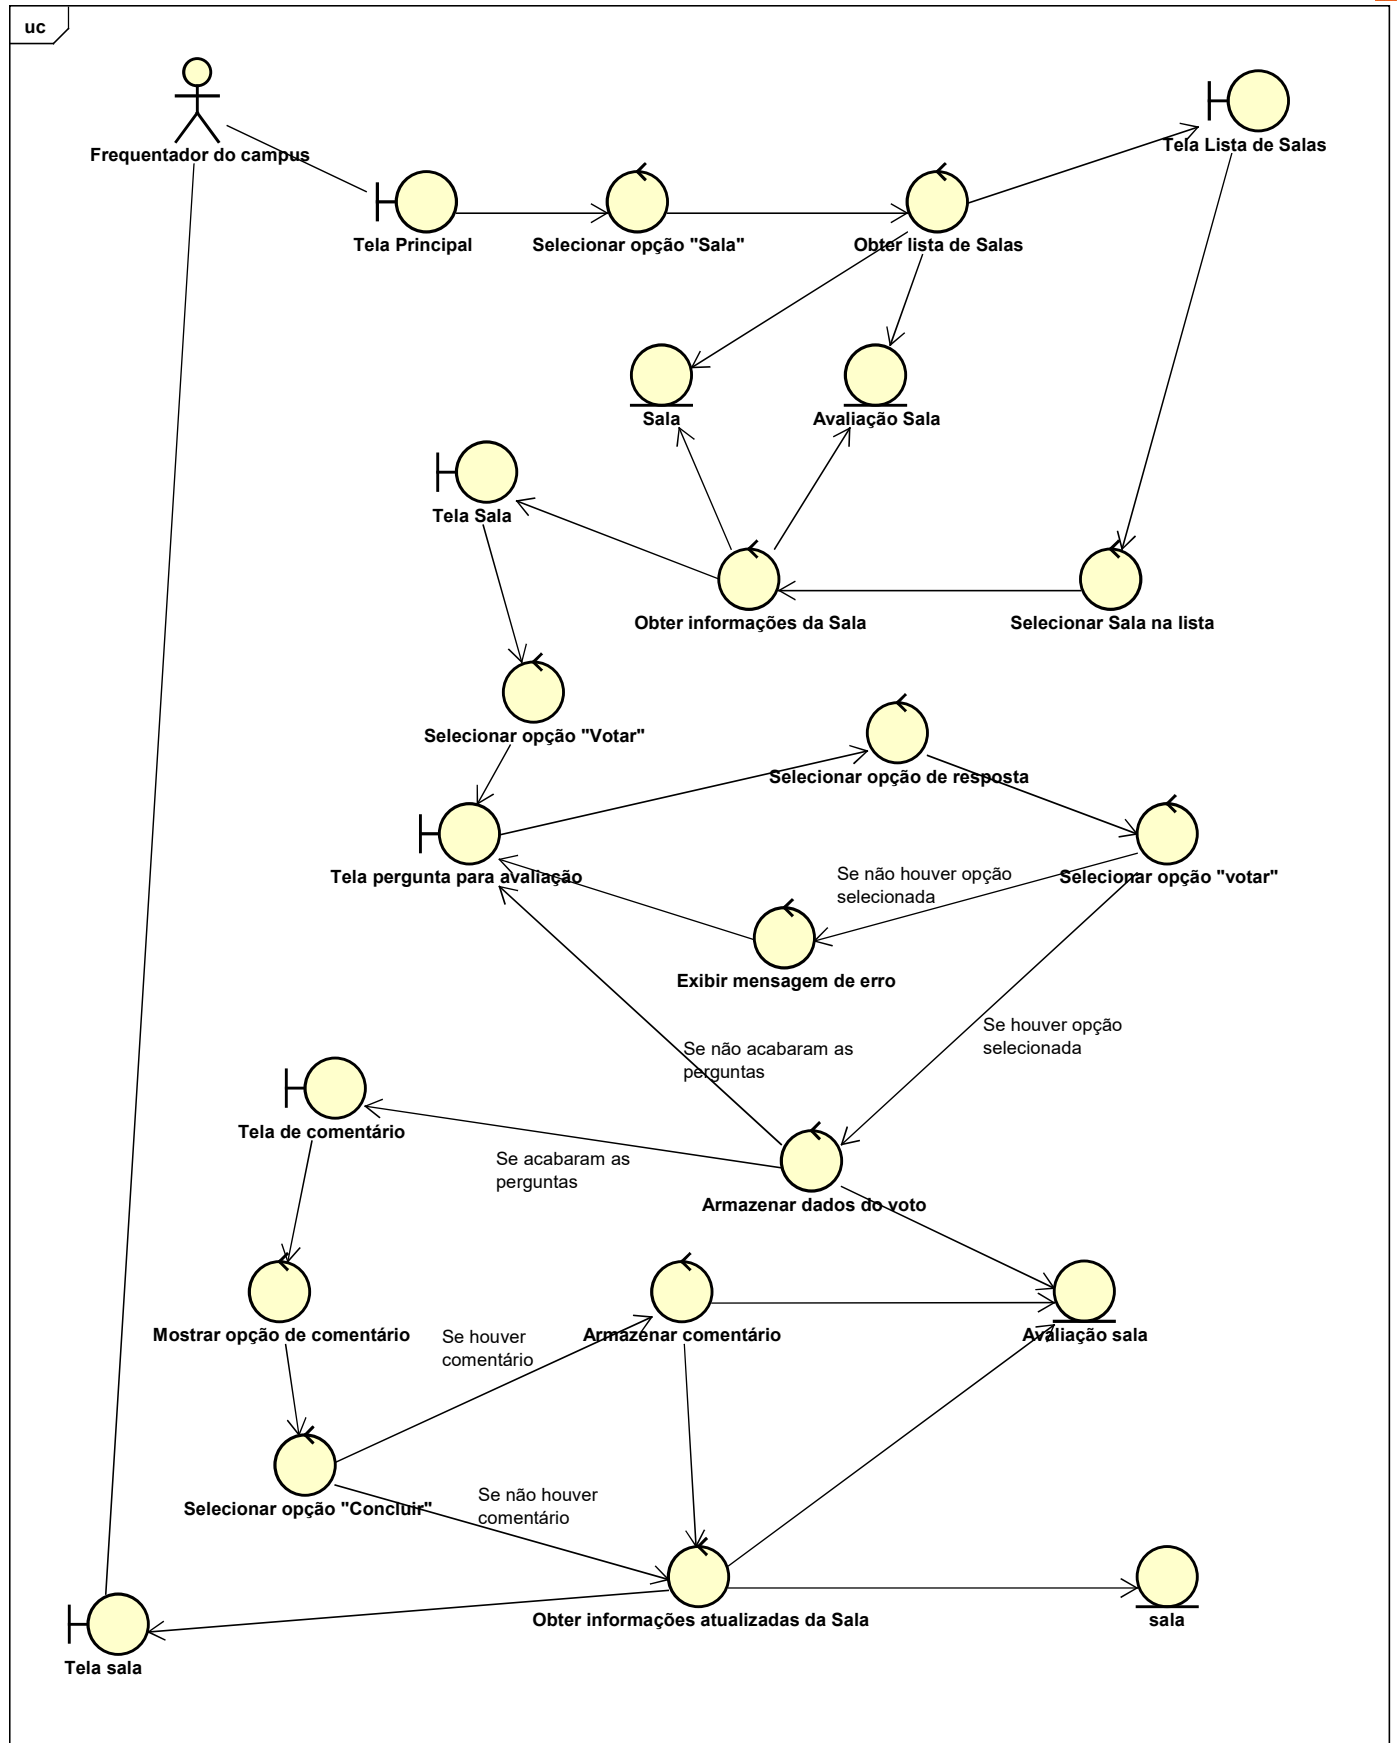 uc
Frequentador do campus
Tela Lista de Salas
Tela Principal
Selecionar opção "Sala"
Obter lista de Salas
Sala
Avaliação Sala
Tela Sala
Obter informações da Sala
Selecionar Sala na lista
Selecionar opção "Votar"
Selecionar opção de resposta
Tela pergunta para avaliação
Se não houver opção
selecionada
Selecionar opção "votar"
Exibir mensagem de erro
Se houver opção
selecionada
Se não acabaram as
perguntas
Tela de comentário
Se acabaram as
perguntas
Armazenar dados do voto
Mostrar opção de comentário
Se houver
comentário
Armazenar comentário
Avaliação sala
Selecionar opção "Concluir"
Se não houver
comentário
Obter informações atualizadas da Sala
sala
Tela sala